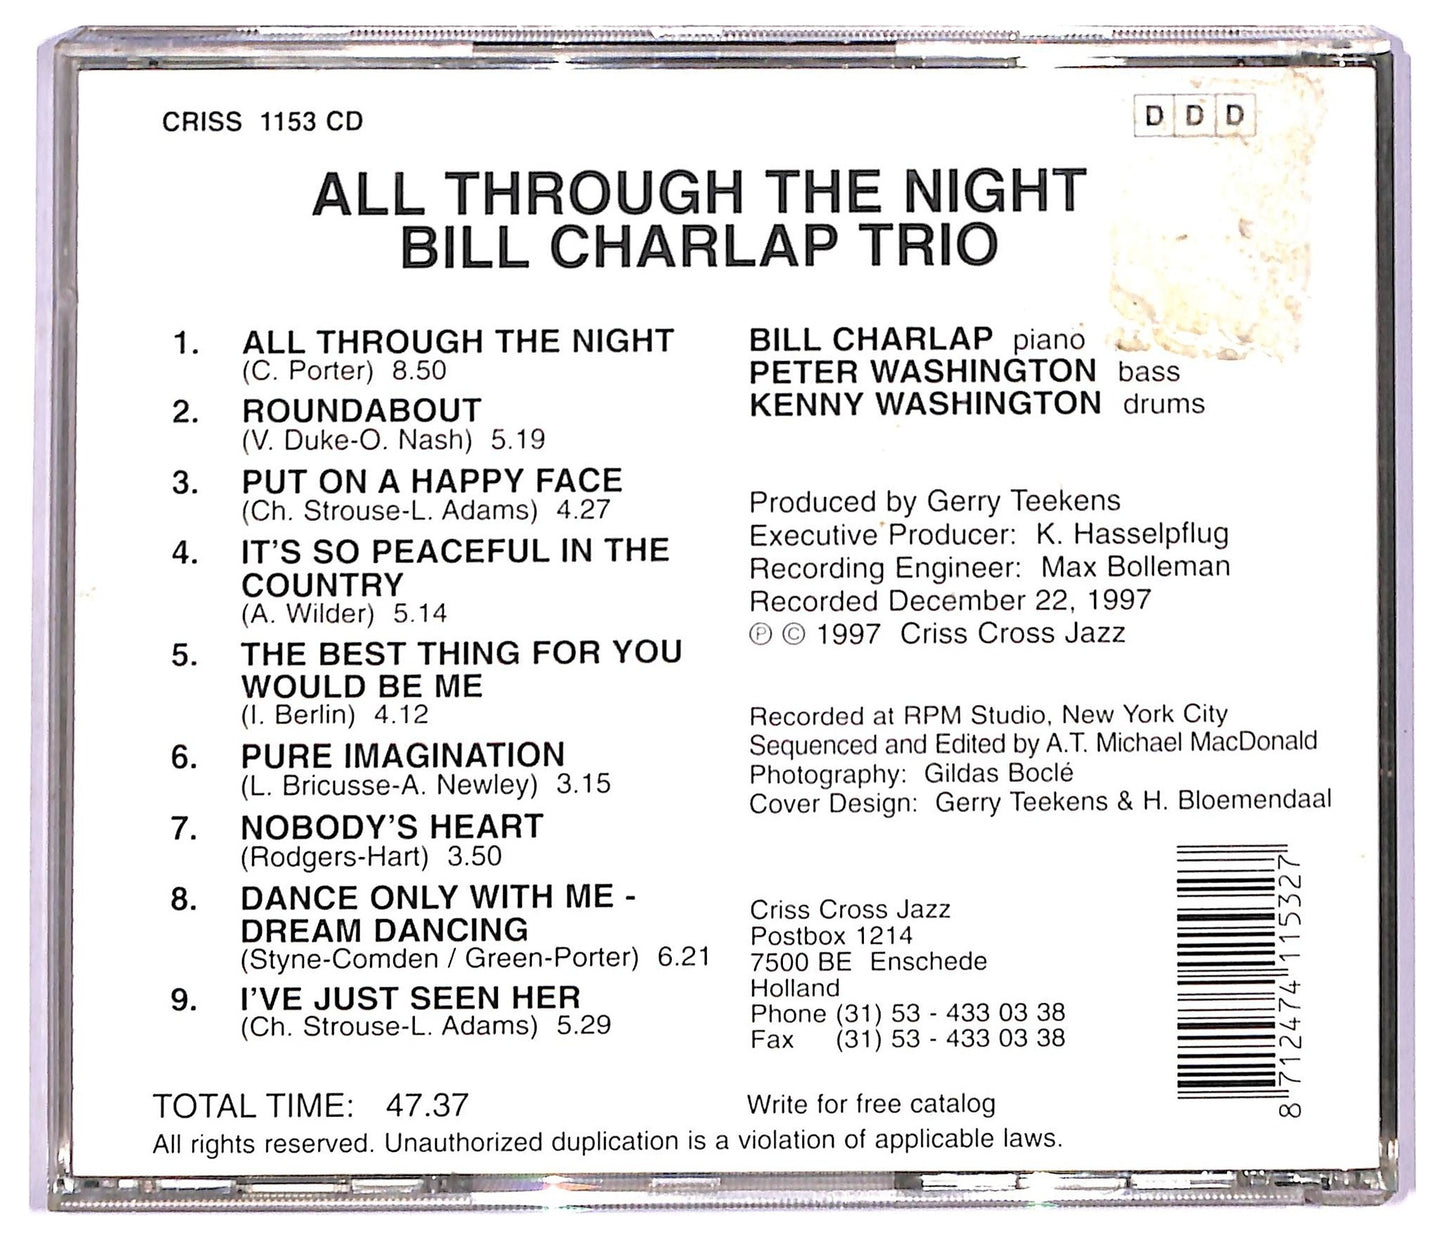 CRISS 1153 CD
D D D
ALL THROUGH THE NIGHT
BILL CHARLAP TRIO
1. ALL THROUGH THE NIGHT
(C. Porter) 8.50
2. ROUNDABOUT
(V. Duke-O. Nash) 5.19
3. PUT ON A HAPPY FACE
(Ch. Strouse-L. Adams) 4.27
4. IT'S SO PEACEFUL IN THE
COUNTRY
(A. Wilder) 5.14
5. THE BEST THING FOR YOU
WOULD BE ME
(I. Berlin) 4.12
6. PURE IMAGINATION
(L. Bricusse-A. Newley) 3.15
7. NOBODY'S HEART
(Rodgers-Hart) 3.50
8. DANCE ONLY WITH ME -
DREAM DANCING
(Styne-Comden / Green-Porter) 6.21
9. I'VE JUST SEEN HER
(Ch. Strouse-L. Adams) 5.29
TOTAL TIME: 47.37
BILL CHARLAP piano
PETER WASHINGTON bass
KENNY WASHINGTON drums
Produced by Gerry Teekens
Executive Producer: K. Hasselpflug
Recording Engineer: Max Bolleman
Recorded December 22, 1997
℗ © 1997 Criss Cross Jazz
Recorded at RPM Studio, New York City
Sequenced and Edited by A.T. Michael MacDonald
Photography: Gildas Boclé
Cover Design: Gerry Teekens & H. Bloemendaal
Criss Cross Jazz
Postbox 1214
7500 BE Enschede
Holland
Phone (31) 53 - 433 03 38
Fax (31) 53 - 433 03 38
Write for free catalog
All rights reserved. Unauthorized duplication is a violation of applicable laws.
8 712474 115327